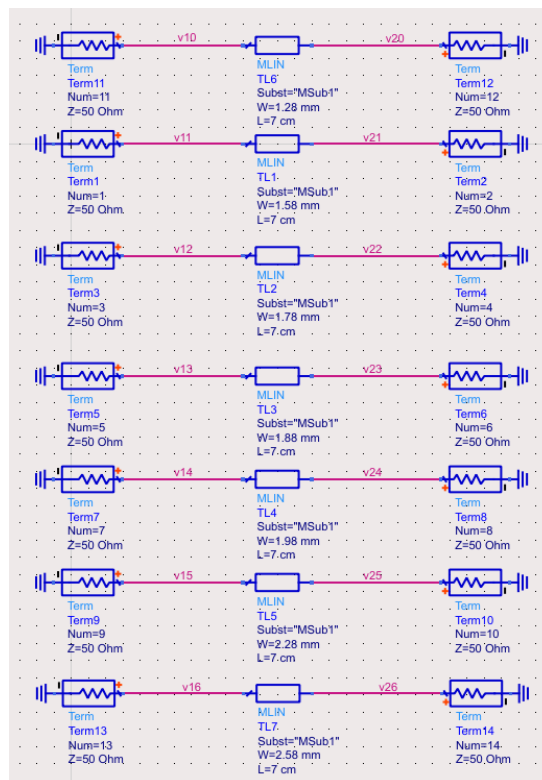 v10 v20
Term MLIN Term
Term11 TL6 Term12
Num=11 Subst="MSub1" Num=12
Z=50 Ohm W=1.28 mm Z=50 Ohm
L=7 cm
v11 v21
Term MLIN Term
Term1 TL1 Term2
Num=1 Subst="MSub1" Num=2
Z=50 Ohm W=1.58 mm Z=50 Ohm
L=7 cm
v12 v22
Term MLIN Term
Term3 TL2 Term4
Num=3 Subst="MSub1" Num=4
Z=50 Ohm W=1.78 mm Z=50 Ohm
L=7 cm
v13 v23
Term MLIN Term
Term5 TL3 Term6
Num=5 Subst="MSub1" Num=6
Z=50 Ohm W=1.88 mm Z=50 Ohm
L=7 cm
v14 v24
Term MLIN Term
Term7 TL4 Term8
Num=7 Subst="MSub1" Num=8
Z=50 Ohm W=1.98 mm Z=50 Ohm
L=7 cm
v15 v25
Term MLIN Term
Term9 TL5 Term10
Num=9 Subst="MSub1" Num=10
Z=50 Ohm W=2.28 mm Z=50 Ohm
L=7 cm
v16 v26
Term MLIN Term
Term13 TL7 Term14
Num=13 Subst="MSub1" Num=14
Z=50 Ohm W=2.58 mm Z=50 Ohm
L=7 cm